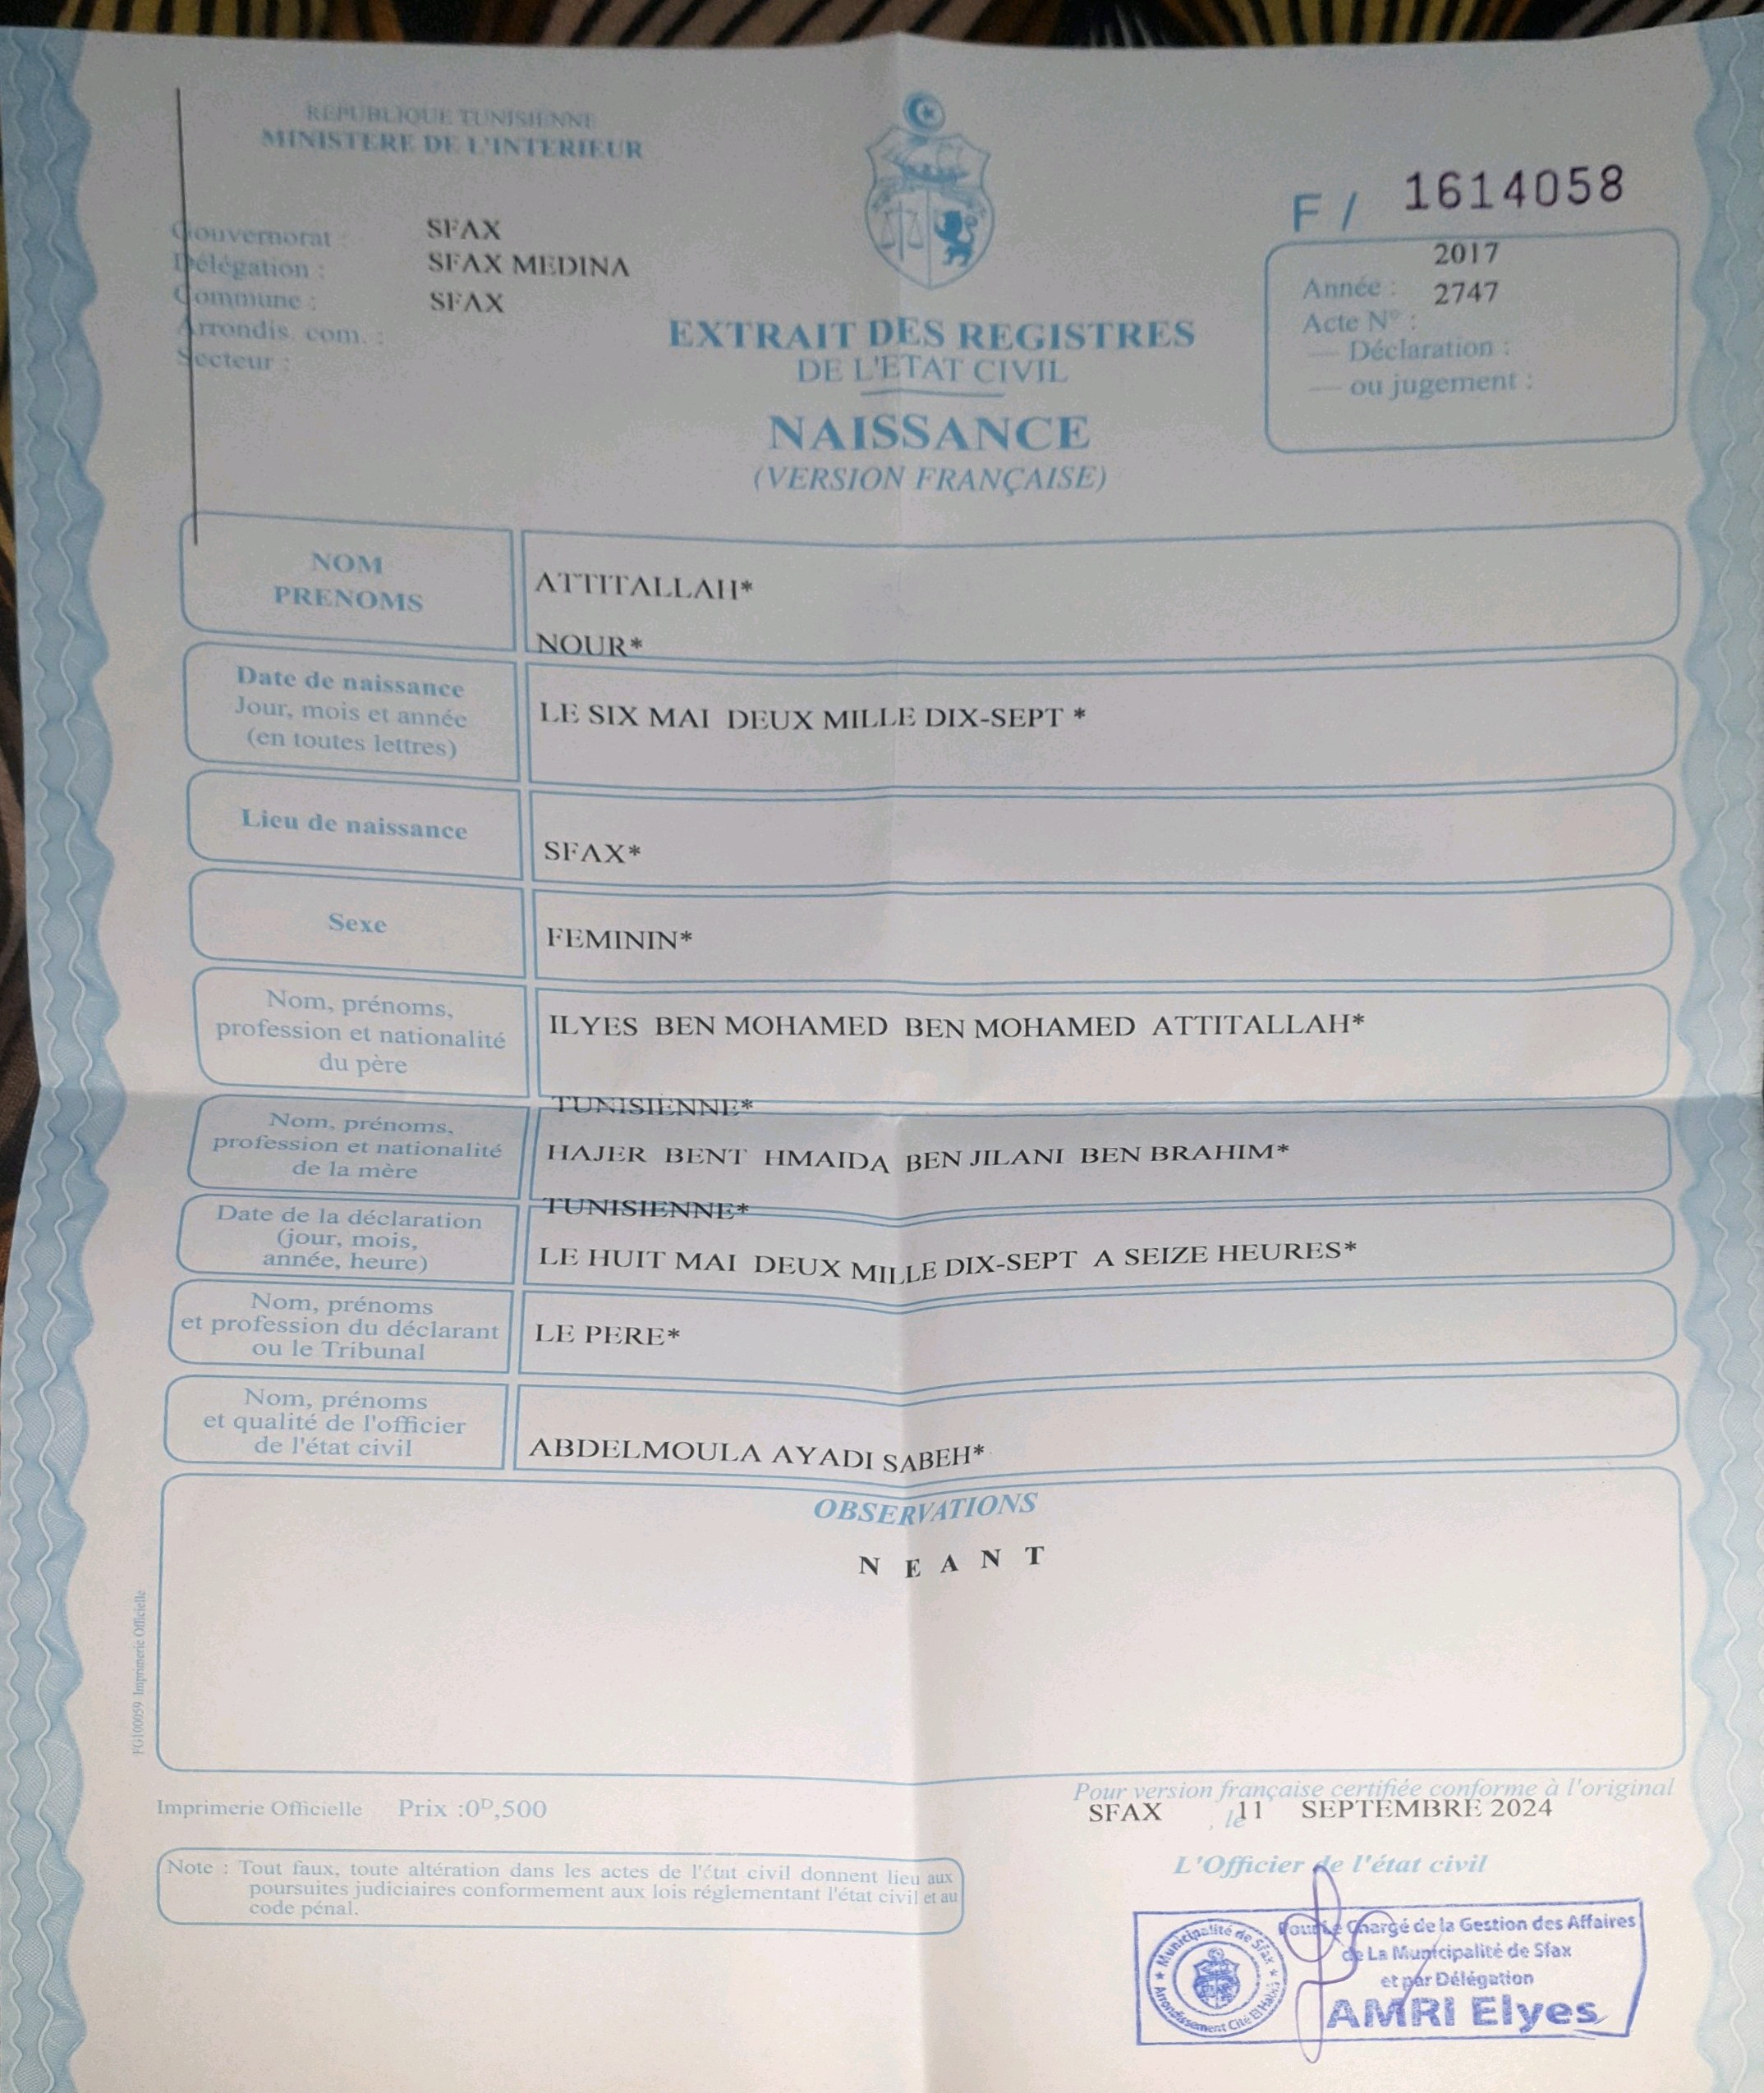 REPUBLIQUE TUNISIENNE
MINISTERE DE L'INTERIEUR
Gouvernorat : SFAX
Délégation : SFAX MEDINA
Commune : SFAX
Arrondis. com. :
Secteur :
F / 1614058
2017
Année : 2747
Acte N° :
— Déclaration :
— ou jugement :
EXTRAIT DES REGISTRES
DE L'ETAT CIVIL
NAISSANCE
(VERSION FRANÇAISE)
NOM
PRENOMS
ATTITALLAH*
NOUR*
Date de naissance
Jour, mois et année
(en toutes lettres)
LE SIX MAI DEUX MILLE DIX-SEPT *
Lieu de naissance
SFAX*
Sexe
FEMININ*
Nom, prénoms,
profession et nationalité
du père
ILYES BEN MOHAMED BEN MOHAMED ATTITALLAH*
TUNISIENNE*
Nom, prénoms,
profession et nationalité
de la mère
HAJER BENT HMAIDA BEN JILANI BEN BRAHIM*
TUNISIENNE*
Date de la déclaration
(jour, mois,
année, heure)
LE HUIT MAI DEUX MILLE DIX-SEPT A SEIZE HEURES*
Nom, prénoms
et profession du déclarant
ou le Tribunal
LE PERE*
Nom, prénoms
et qualité de l'officier
de l'état civil
ABDELMOULA AYADI SABEH*
OBSERVATIONS
N E A N T
FG100059 Imprimerie Officielle
Imprimerie Officielle Prix :0ᴰ,500
Pour version française certifiée conforme à l'original
SFAX , le 11 SEPTEMBRE 2024
L'Officier de l'état civil
Note : Tout faux, toute altération dans les actes de l'état civil donnent lieu aux
poursuites judiciaires conformement aux lois réglementant l'état civil et au
code pénal.
Pour Le Chargé de la Gestion des Affaires
de La Municipalité de Sfax
et par Délégation
AMRI Elyes
Municipalité de Sfax
Arrondissement Cité El Habib